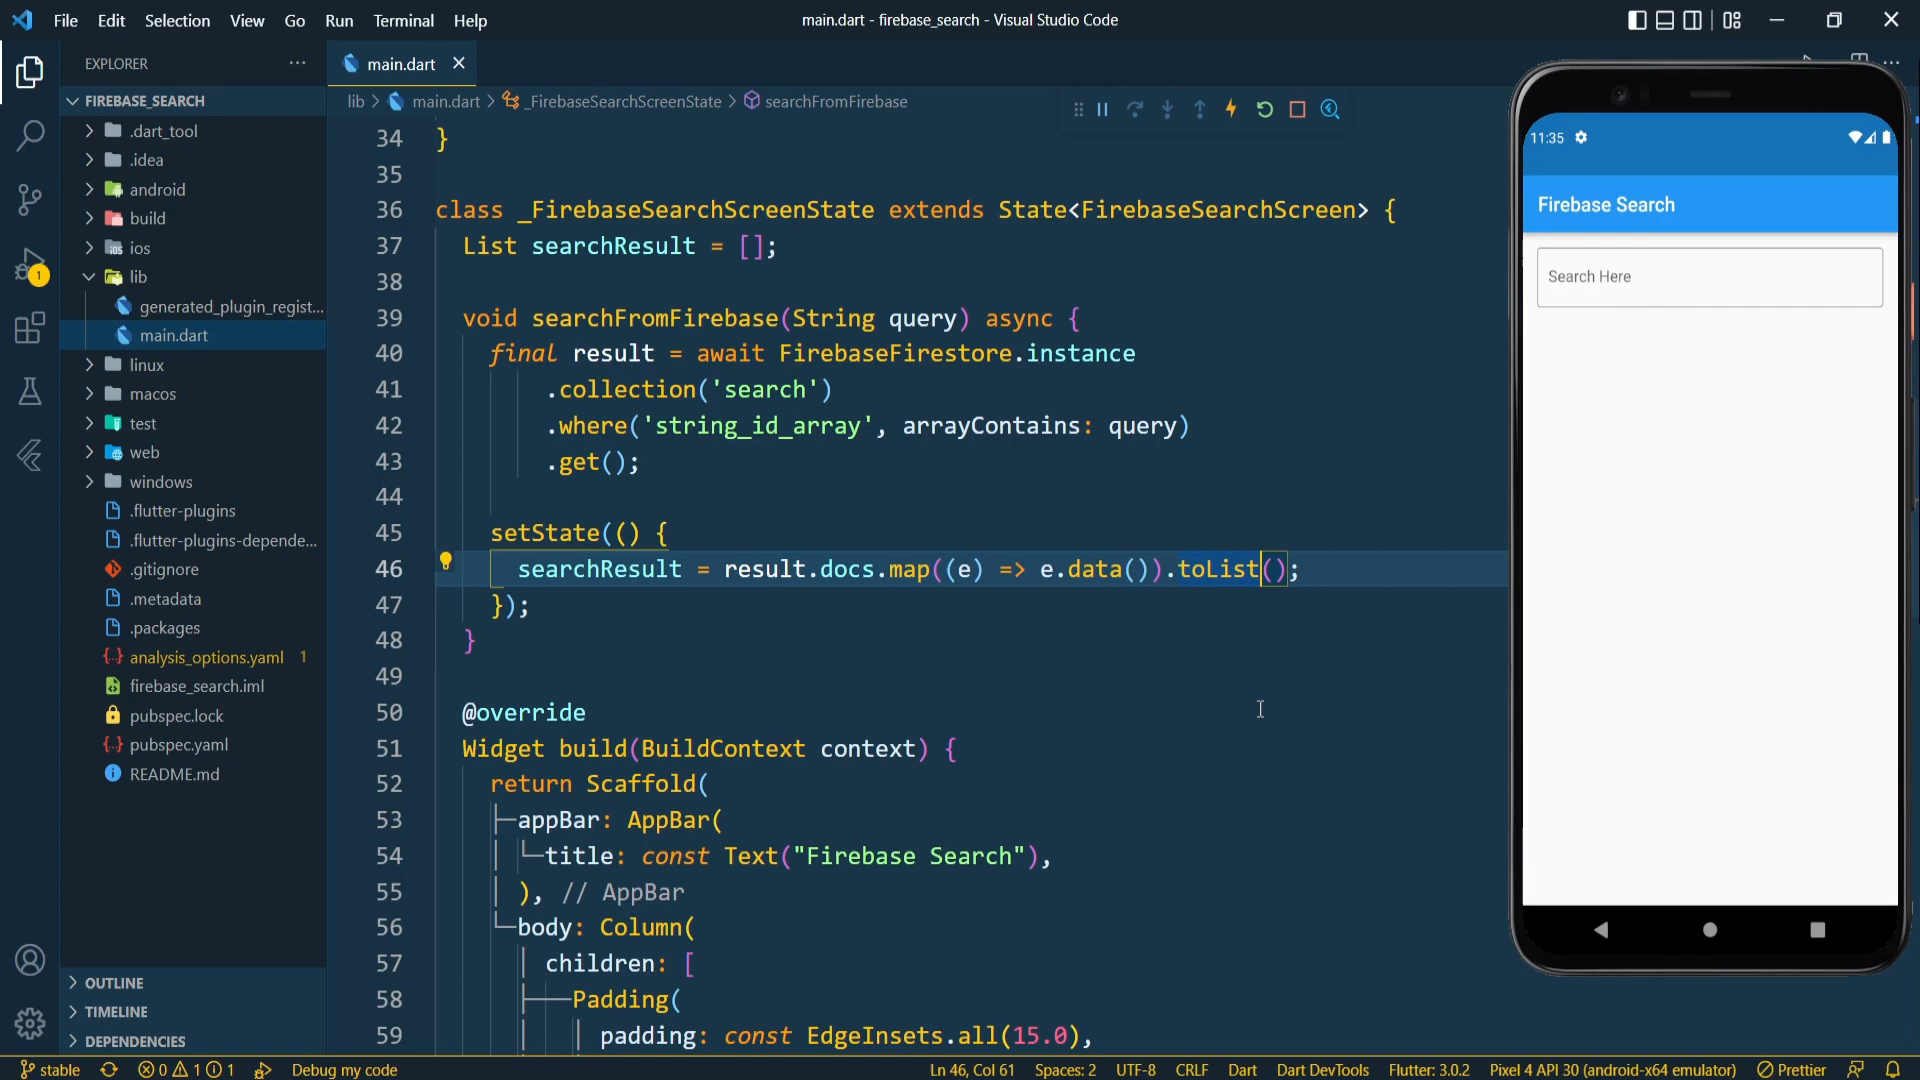 File Edit Selection View Go Run Terminal Help
main.dart - firebase_search - Visual Studio Code
EXPLORER
FIREBASE_SEARCH
.dart_tool
.idea
android
build
ios
lib
generated_plugin_regist...
main.dart
linux
macos
test
web
windows
.flutter-plugins
.flutter-plugins-depende...
.gitignore
.metadata
.packages
analysis_options.yaml 1
firebase_search.iml
pubspec.lock
pubspec.yaml
README.md
OUTLINE
TIMELINE
DEPENDENCIES
1
main.dart
lib > main.dart > _FirebaseSearchScreenState > searchFromFirebase
34 }
35
36 class _FirebaseSearchScreenState extends State<FirebaseSearchScreen> {
37 List searchResult = [];
38
39 void searchFromFirebase(String query) async {
40 final result = await FirebaseFirestore.instance
41 .collection('search')
42 .where('string_id_array', arrayContains: query)
43 .get();
44
45 setState(() {
46 searchResult = result.docs.map((e) => e.data()).toList();
47 });
48 }
49
50 @override
51 Widget build(BuildContext context) {
52 return Scaffold(
53 appBar: AppBar(
54 title: const Text("Firebase Search"),
55 ), // AppBar
56 body: Column(
57 children: [
58 Padding(
59 padding: const EdgeInsets.all(15.0),
11:35
Firebase Search
Search Here
stable 0 1 1 Debug my code
Ln 46, Col 61 Spaces: 2 UTF-8 CRLF Dart Dart DevTools Flutter: 3.0.2 Pixel 4 API 30 (android-x64 emulator) Prettier